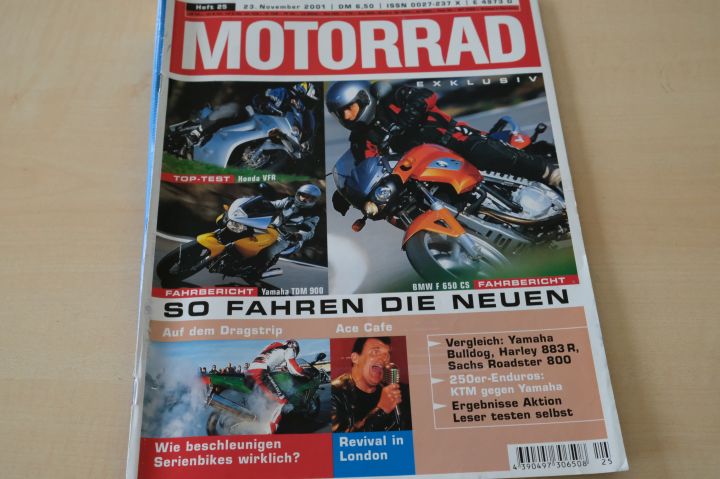 Heft 25 | 23. November 2001 | DM 6,50 | ISSN 0027-237 X | E 4973 D
MOTORRAD
EXKLUSIV
TOP-TEST Honda VFR
FAHRBERICHT Yamaha TDM 900
BMW F 650 CS FAHRBERICHT
SO FAHREN DIE NEUEN
Auf dem Dragstrip
Wie beschleunigen
Serienbikes wirklich?
Ace Cafe
Revival in
London
Vergleich: Yamaha
Bulldog, Harley 883 R,
Sachs Roadster 800
250er-Enduros:
KTM gegen Yamaha
Ergebnisse Aktion
Leser testen selbst
4 390497 306508
25